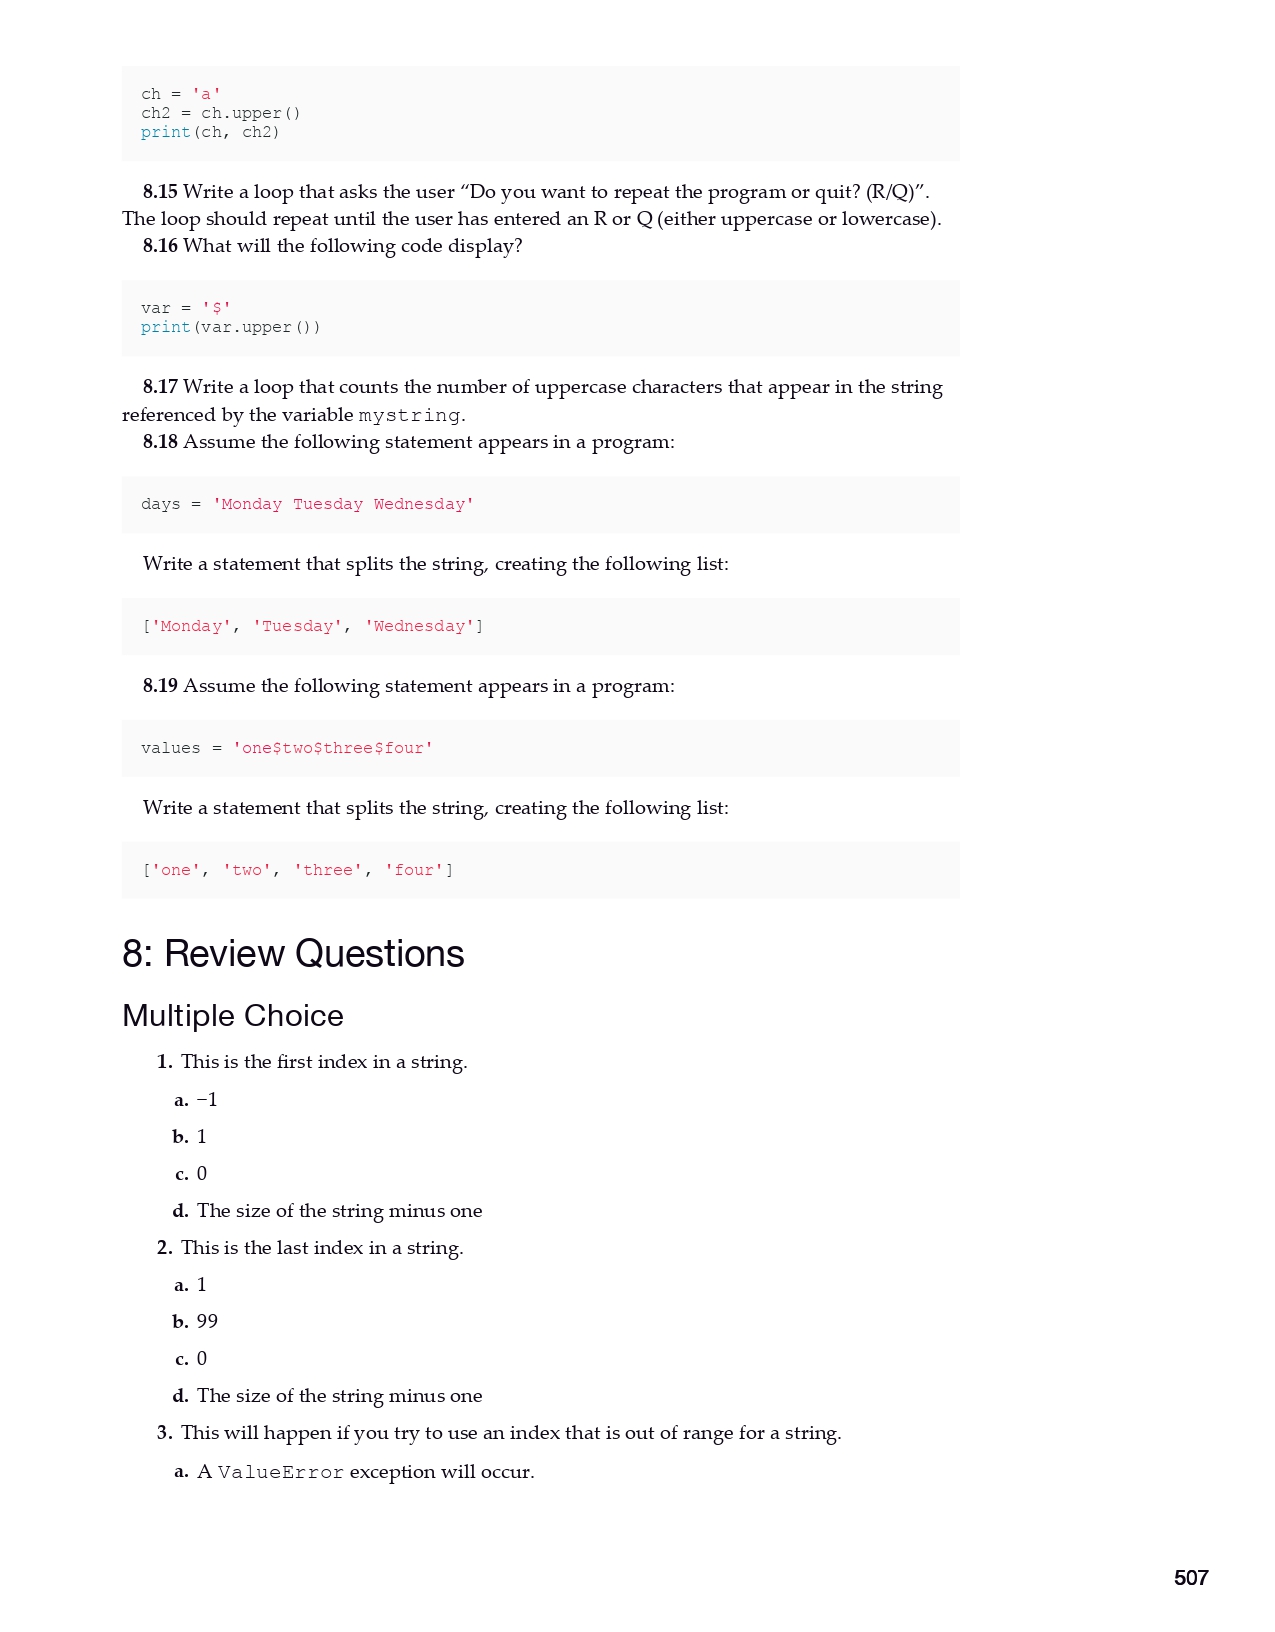 ch = 'a'
ch2 = ch.upper()
print(ch, ch2)
8.15 Write a loop that asks the user “Do you want to repeat the program or quit? (R/Q)”.
The loop should repeat until the user has entered an R or Q (either uppercase or lowercase).
8.16 What will the following code display?
var = '$'
print(var.upper())
8.17 Write a loop that counts the number of uppercase characters that appear in the string
referenced by the variable mystring.
8.18 Assume the following statement appears in a program:
days = 'Monday Tuesday Wednesday'
Write a statement that splits the string, creating the following list:
['Monday', 'Tuesday', 'Wednesday']
8.19 Assume the following statement appears in a program:
values = 'one$two$three$four'
Write a statement that splits the string, creating the following list:
['one', 'two', 'three', 'four']
8: Review Questions
Multiple Choice
1. This is the first index in a string.
a. −1
b. 1
c. 0
d. The size of the string minus one
2. This is the last index in a string.
a. 1
b. 99
c. 0
d. The size of the string minus one
3. This will happen if you try to use an index that is out of range for a string.
a. A ValueError exception will occur.
507